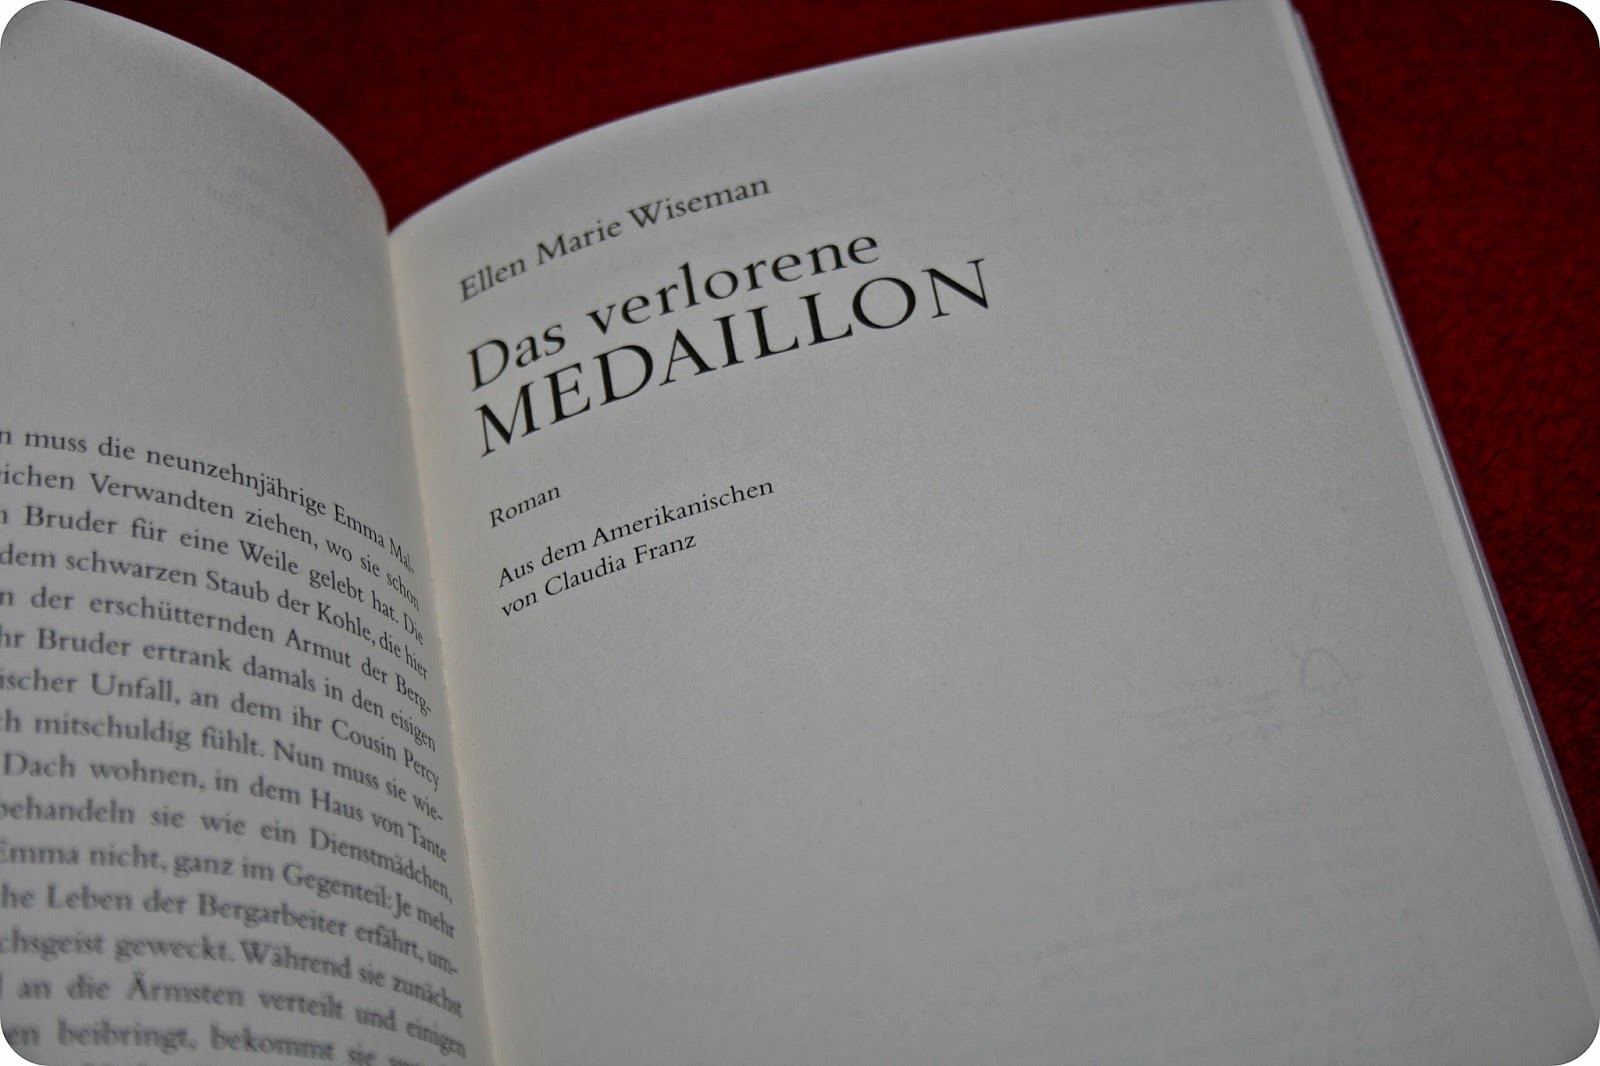 muss die neunzehnjährige Emma Mal-
eichen Verwandten ziehen, wo sie schon
Bruder für eine Weile gelebt hat. Die
dem schwarzen Staub der Kohle, die hier
n der erschütternden Armut der Berg-
hr Bruder ertrank damals in den eisigen
ischer Unfall, an dem ihr Cousin Percy
ch mitschuldig fühlt. Nun muss sie wie-
Dach wohnen, in dem Haus von Tante
behandeln sie wie ein Dienstmädchen,
Emma nicht, ganz im Gegenteil: Je mehr
che Leben der Bergarbeiter erfährt, um-
chsgeist geweckt. Während sie zunächst
an die Ärmsten verteilt und einigen
en beibringt, bekommt sie
Ellen Marie Wiseman
Das verlorene
MEDAILLON
Roman
Aus dem Amerikanischen
von Claudia Franz